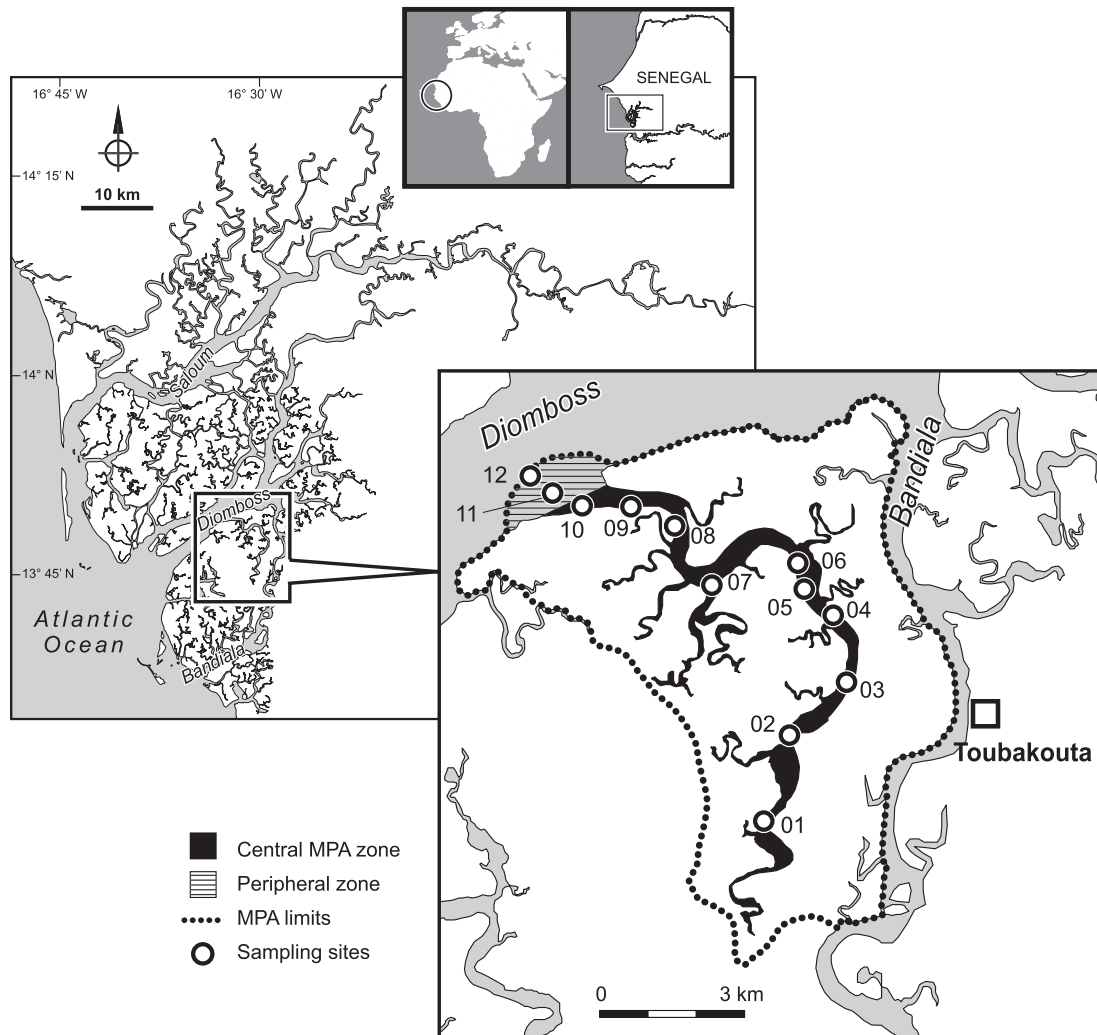 SENEGAL
16° 45' W
16° 30' W
14° 15' N
10 km
Saloum
14° N
Diomboss
13° 45' N
Atlantic
Ocean
Bandiala
Diomboss
Bandiala
12
11
10
09
08
07
06
05
04
03
02
01
Toubakouta
Central MPA zone
Peripheral zone
MPA limits
Sampling sites
0
3 km